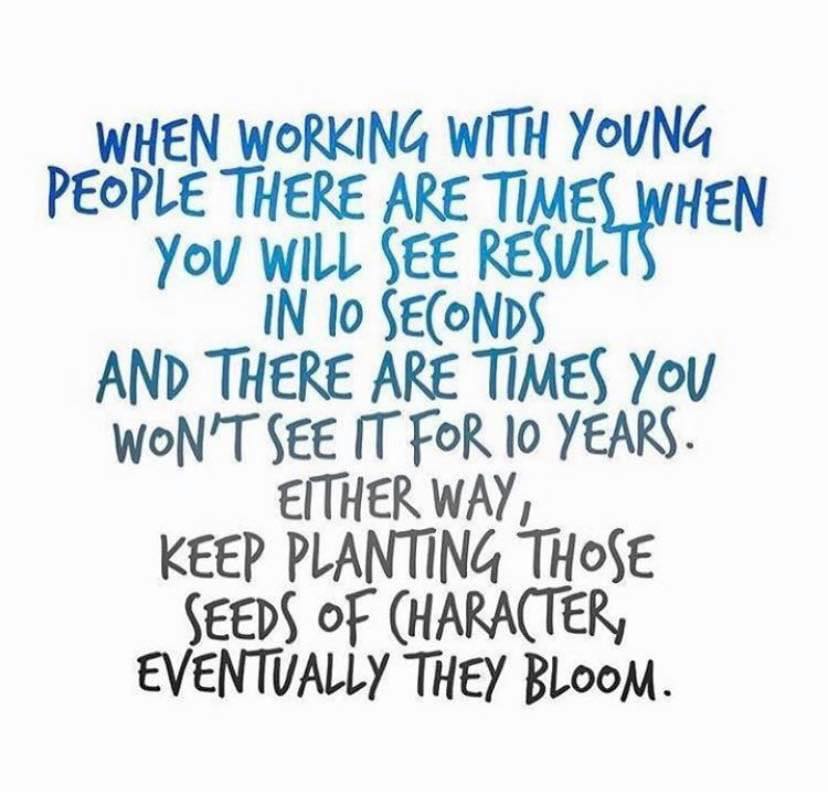 WHEN WORKING WITH YOUNG
PEOPLE THERE ARE TIMES WHEN
YOU WILL SEE RESULTS
IN 10 SECONDS
AND THERE ARE TIMES YOU
WON'T SEE IT FOR 10 YEARS.
EITHER WAY,
KEEP PLANTING THOSE
SEEDS OF CHARACTER,
EVENTUALLY THEY BLOOM.